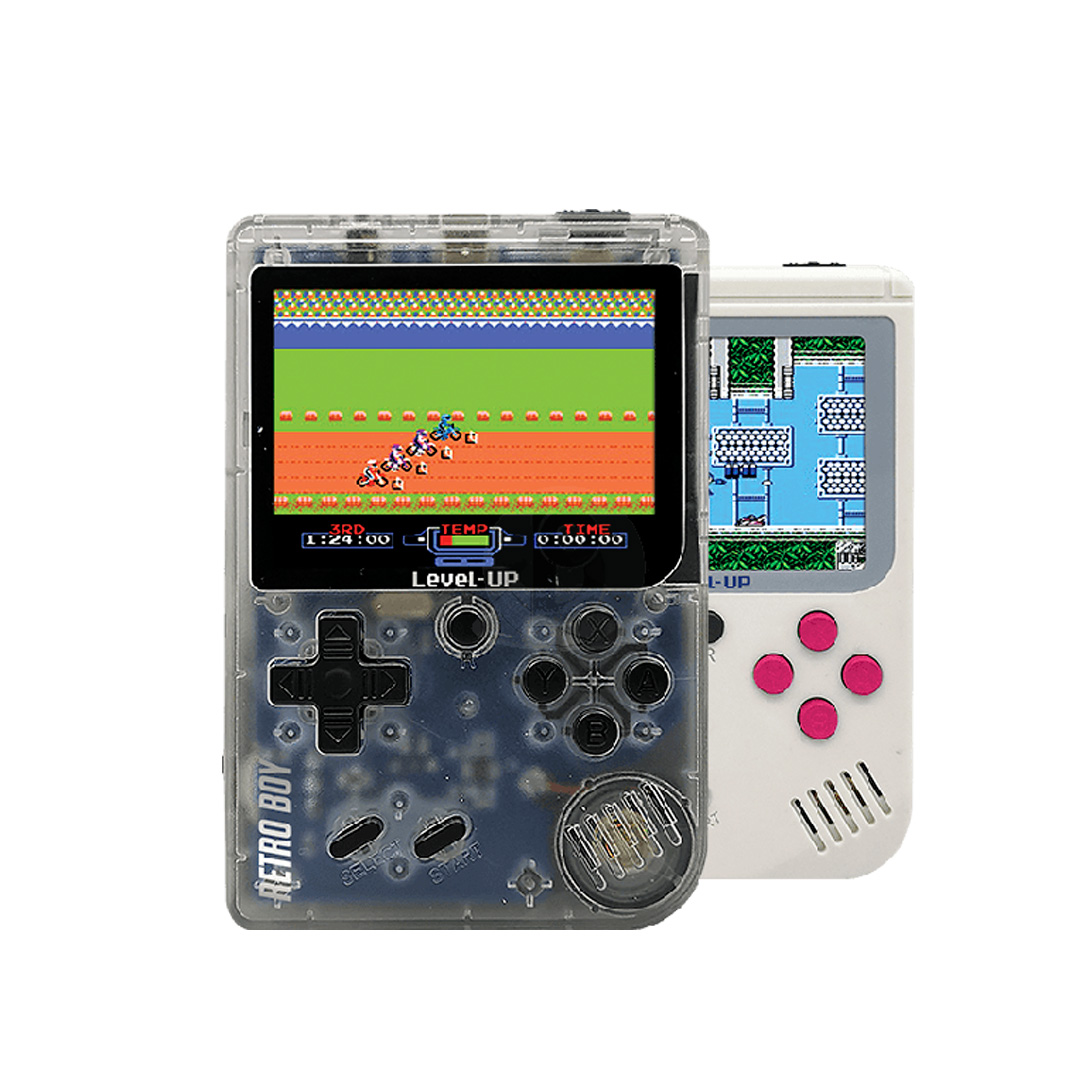 3RD TEMP TIME
1:24:00 0:00:00
Level-UP
L-UP
R
X
Y A
B
RETRO BOY
SELECT START